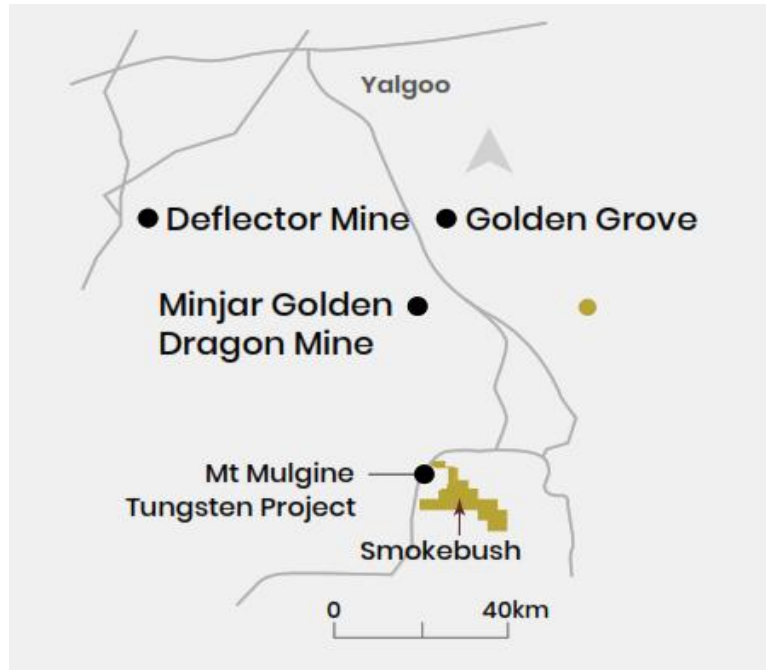 Yalgoo
Deflector Mine
Golden Grove
Minjar Golden
Dragon Mine
Mt Mulgine
Tungsten Project
Smokebush
0
40km